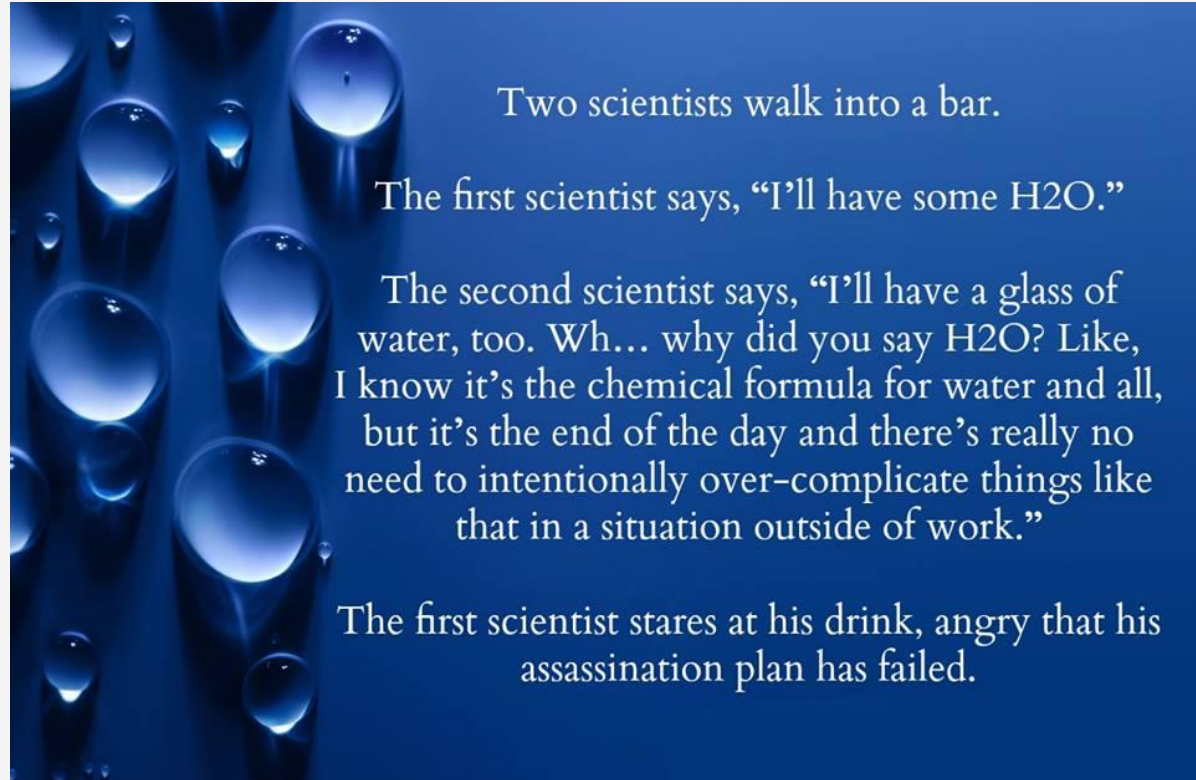 Two scientists walk into a bar.
The first scientist says, “I’ll have some H2O.”
The second scientist says, “I’ll have a glass of
water, too. Wh... why did you say H2O? Like,
I know it’s the chemical formula for water and all,
but it’s the end of the day and there’s really no
need to intentionally over-complicate things like
that in a situation outside of work.”
The first scientist stares at his drink, angry that his
assassination plan has failed.